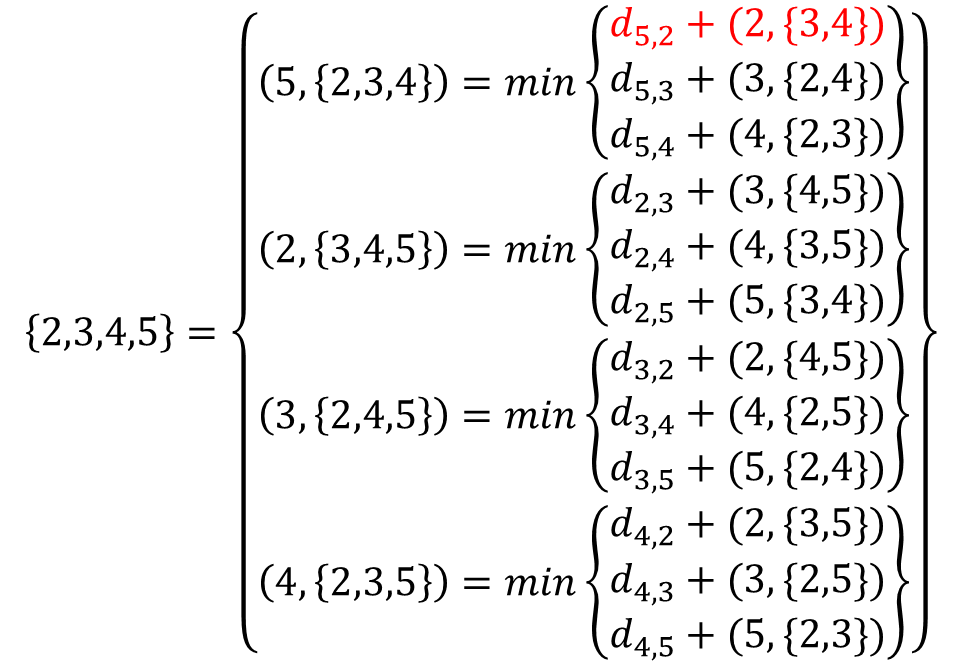 d5,2 + (2, {3,4})
(5, {2,3,4}) = min { d5,3 + (3, {2,4})
d5,4 + (4, {2,3})
d2,3 + (3, {4,5})
(2, {3,4,5}) = min { d2,4 + (4, {3,5})
d2,5 + (5, {3,4})
{2,3,4,5} =
d3,2 + (2, {4,5})
(3, {2,4,5}) = min { d3,4 + (4, {2,5})
d3,5 + (5, {2,4})
d4,2 + (2, {3,5})
(4, {2,3,5}) = min { d4,3 + (3, {2,5})
d4,5 + (5, {2,3})